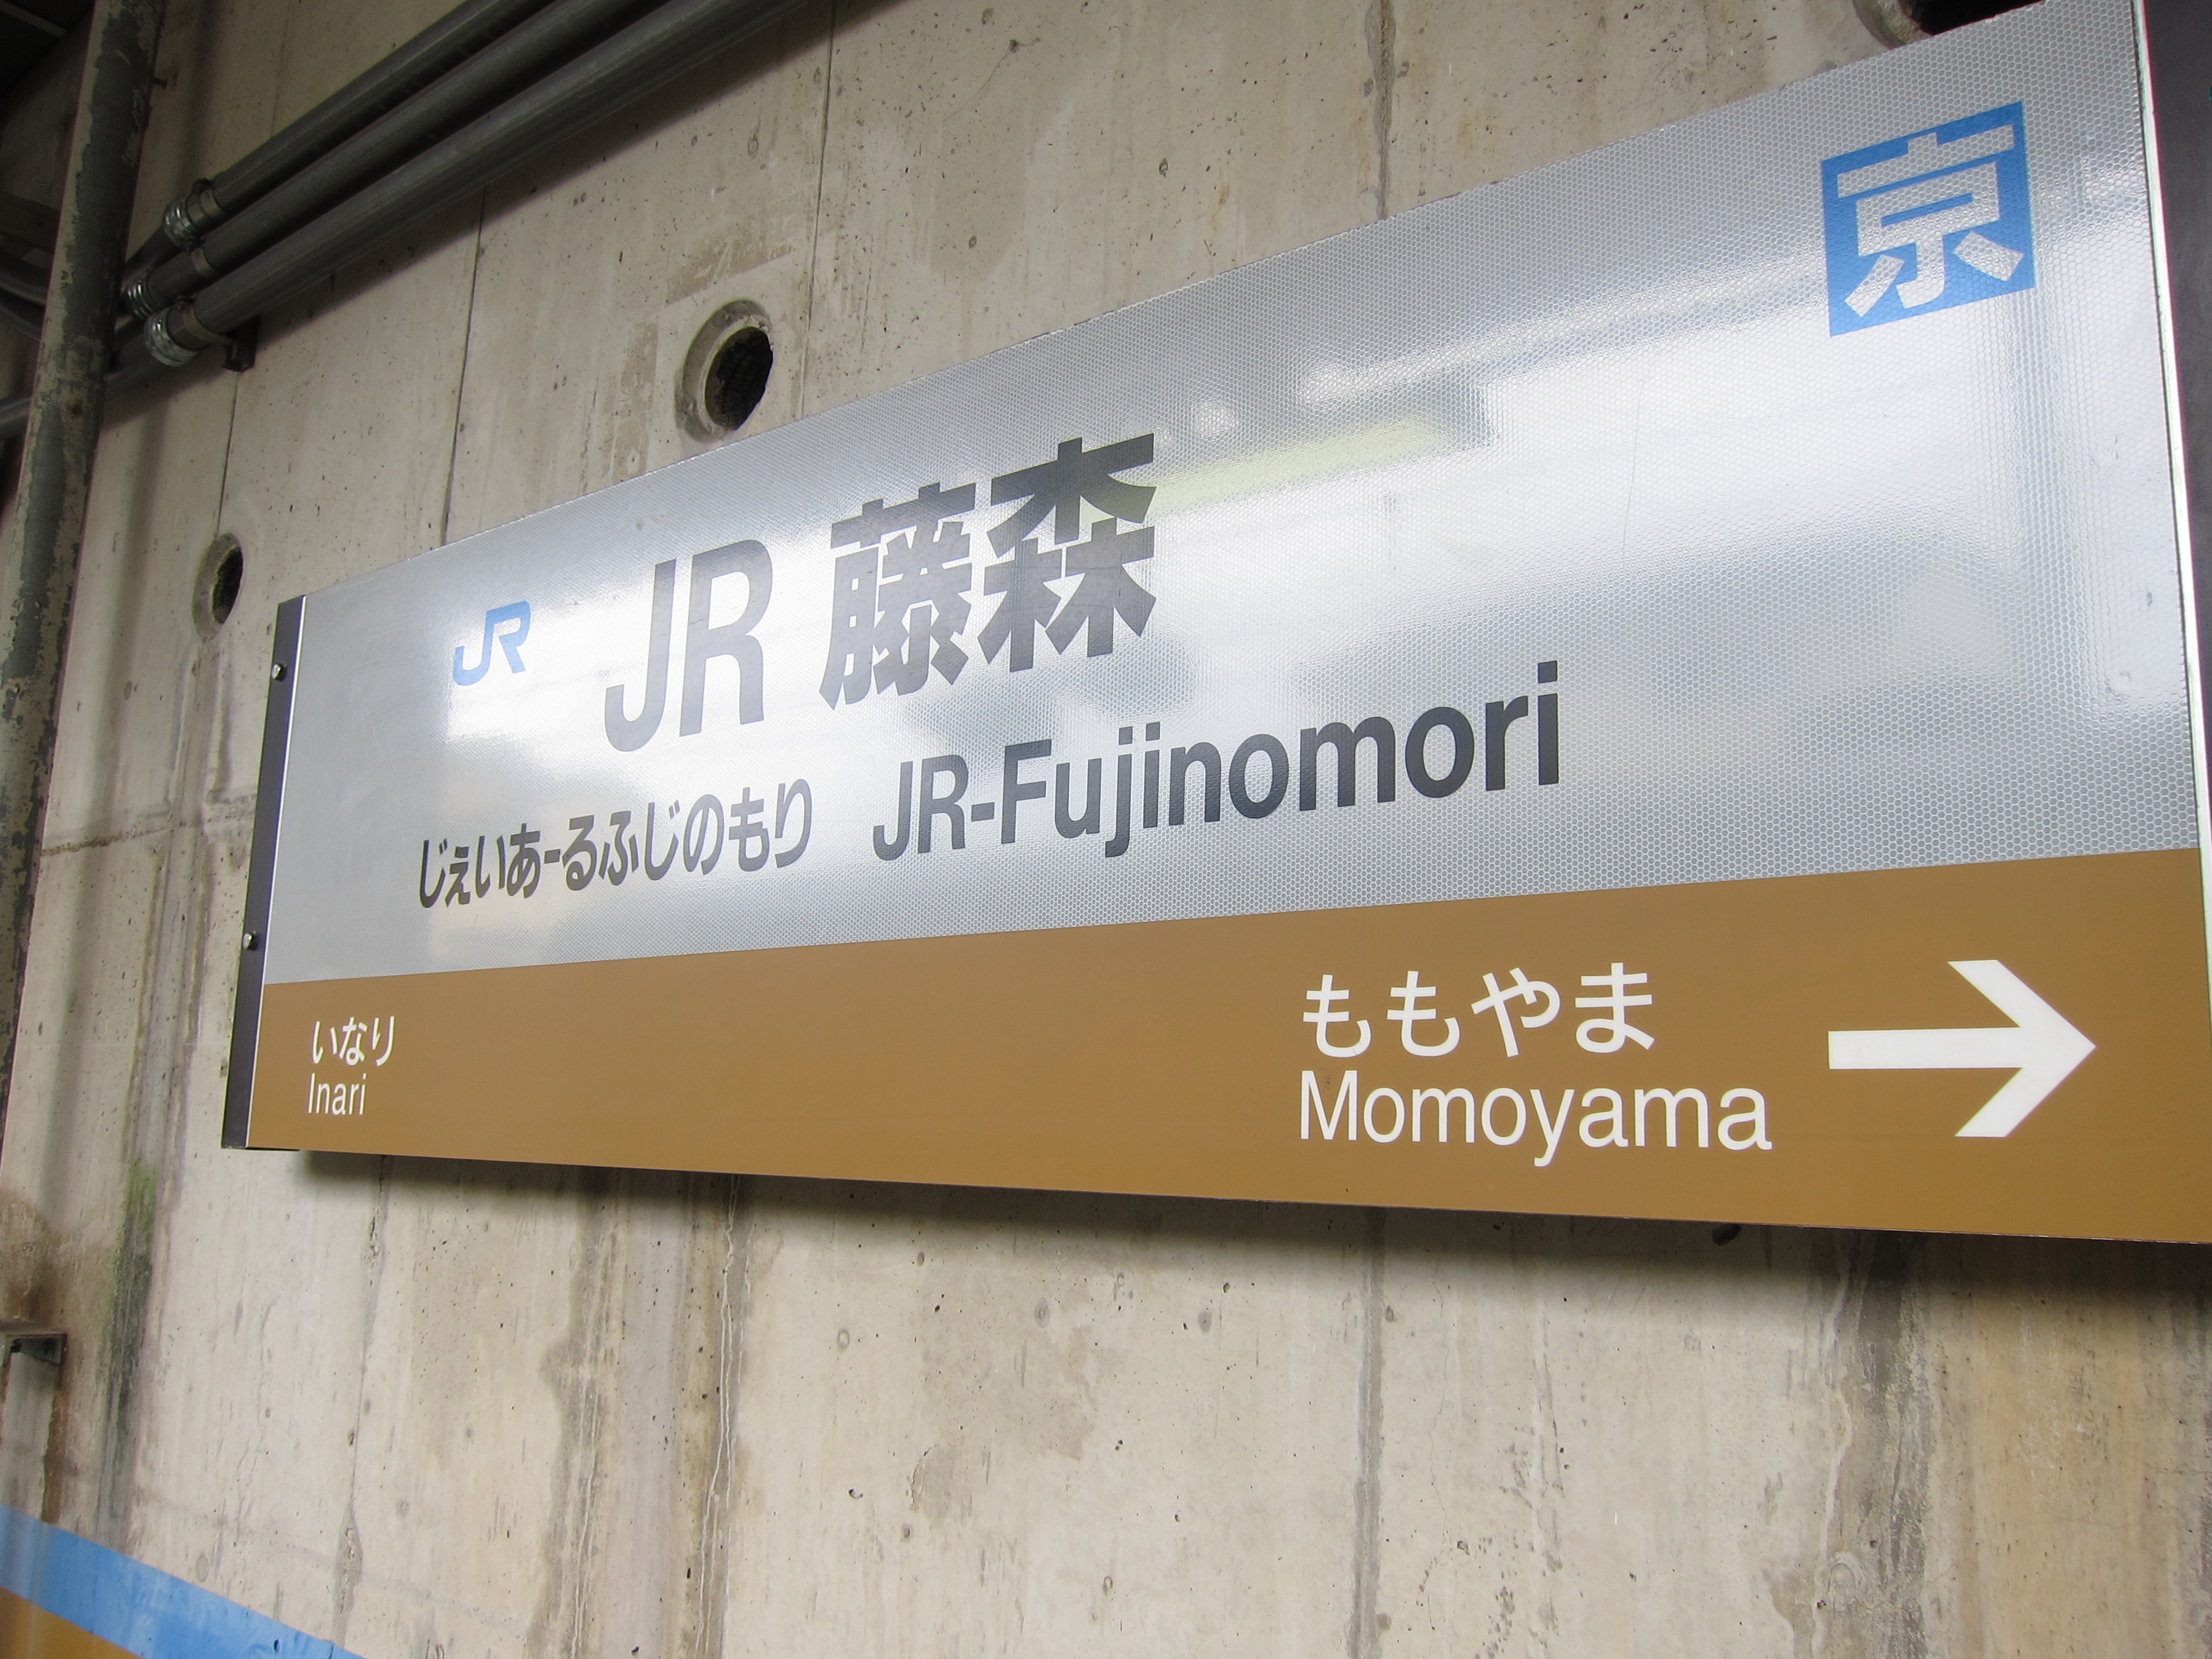 京
JR JR 藤森
じぇいあーるふじのもり JR-Fujinomori
いなり
Inari
ももやま
Momoyama